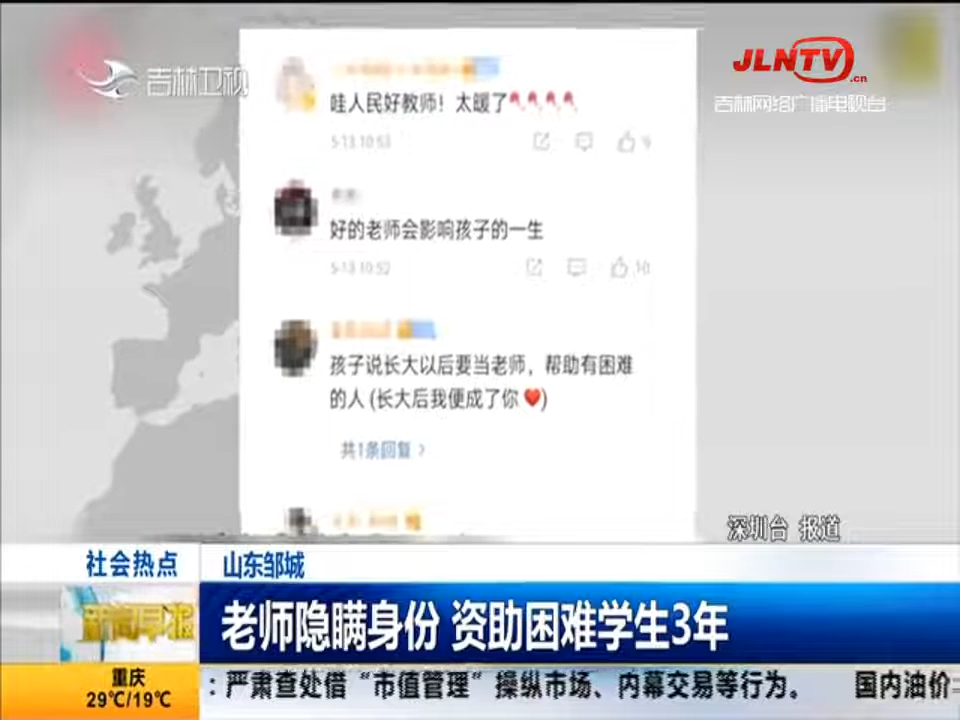 吉林卫视
JLNTV.cn
吉林网络广播电视台
哇人民好教师！太暖了
5-13 10:53
9
好的老师会影响孩子的一生
5-13 10:52
10
孩子说长大以后要当老师，帮助有困难
的人(长大后我便成了你❤)
共1条回复 >
深圳台 报道
社会热点
山东邹城
新闻早报
老师隐瞒身份 资助困难学生3年
重庆
29℃/19℃
：严肃查处借“市值管理”操纵市场、内幕交易等行为。 国内油价